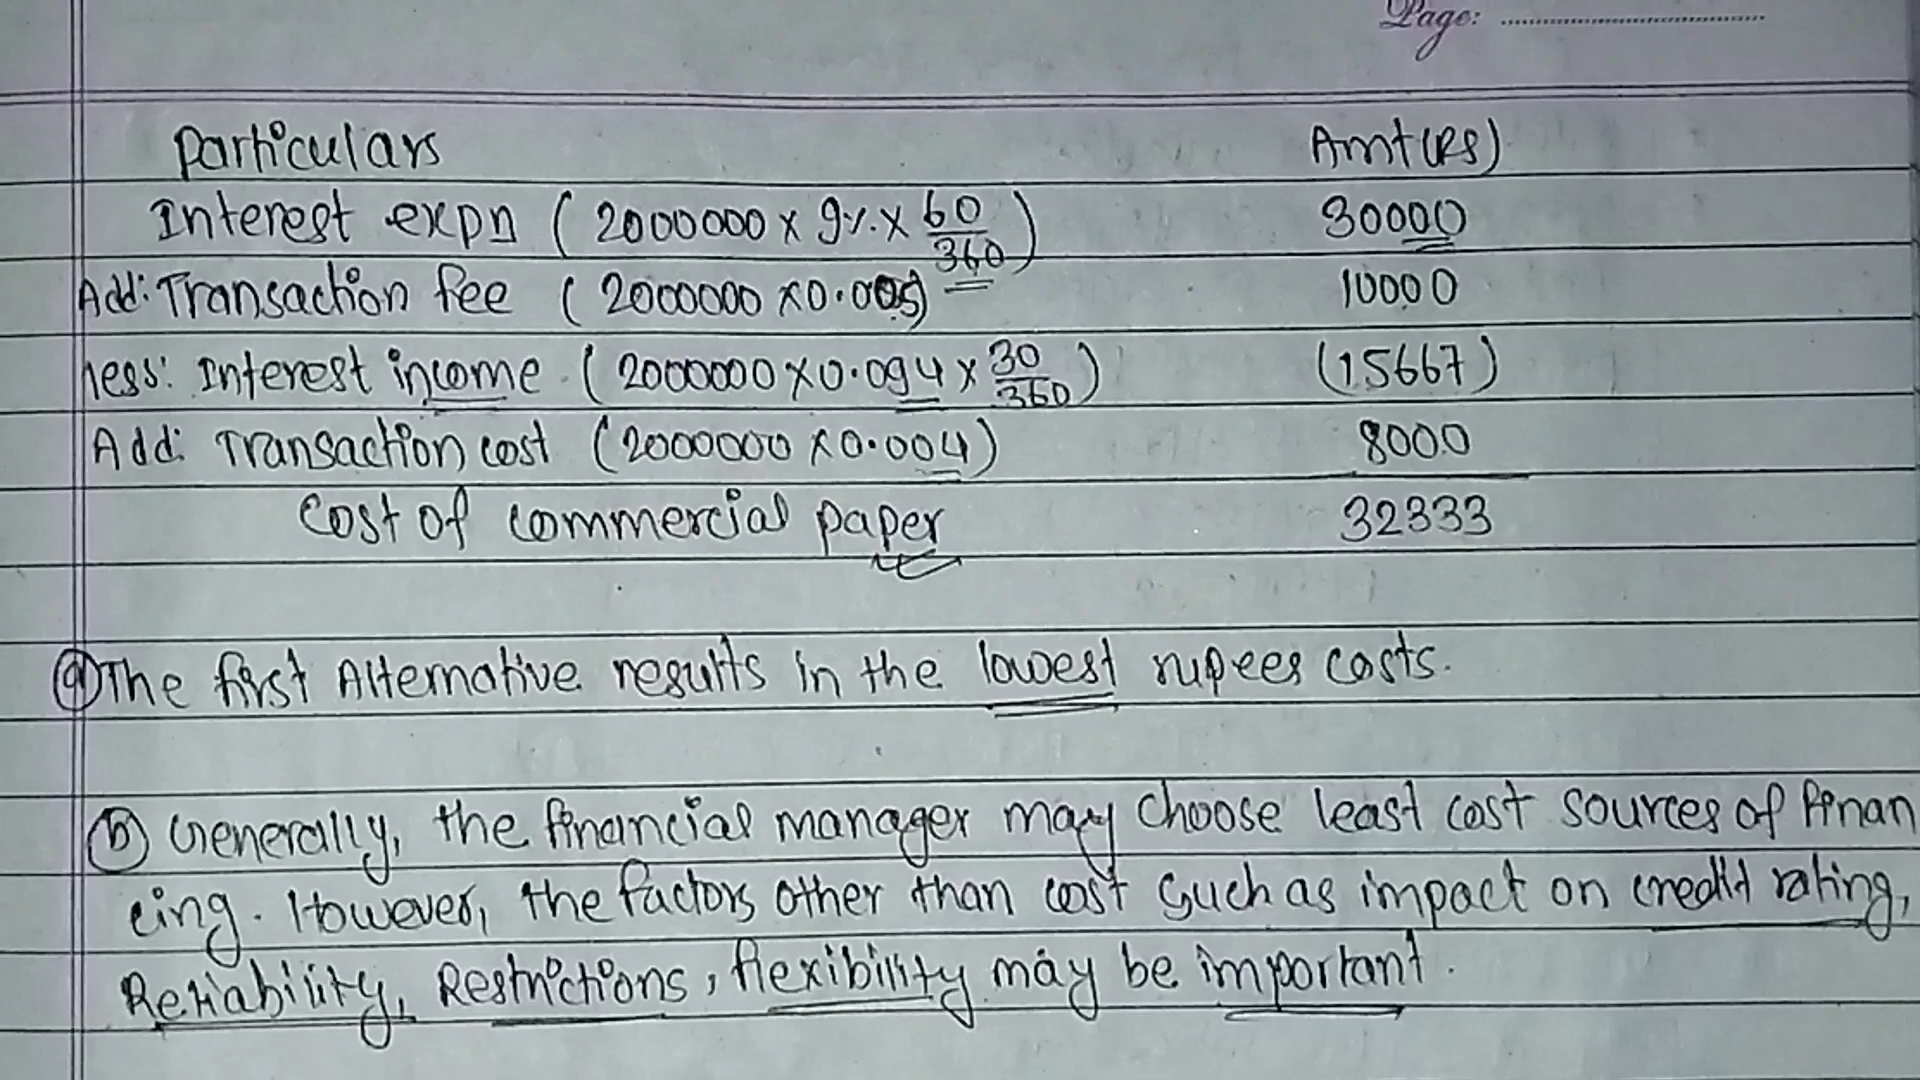 Page:
Particulars Amt(RS)
Interest expn (2000000 x 9%. x 60/360) 30000
Add: Transaction fee (2000000 x 0.005) 10000
less: Interest income (2000000 x 0.094 x 30/360) (15667)
Add: Transaction cost (2000000 x 0.004) 8000
Cost of commercial paper 32333
(a) The first Alternative results in the lowest rupees costs.
(b) Generally, the financial manager may choose least cost sources of finan
cing. However, the factors other than cost such as impact on credit rating,
Reliability, Restrictions, flexibility may be important.